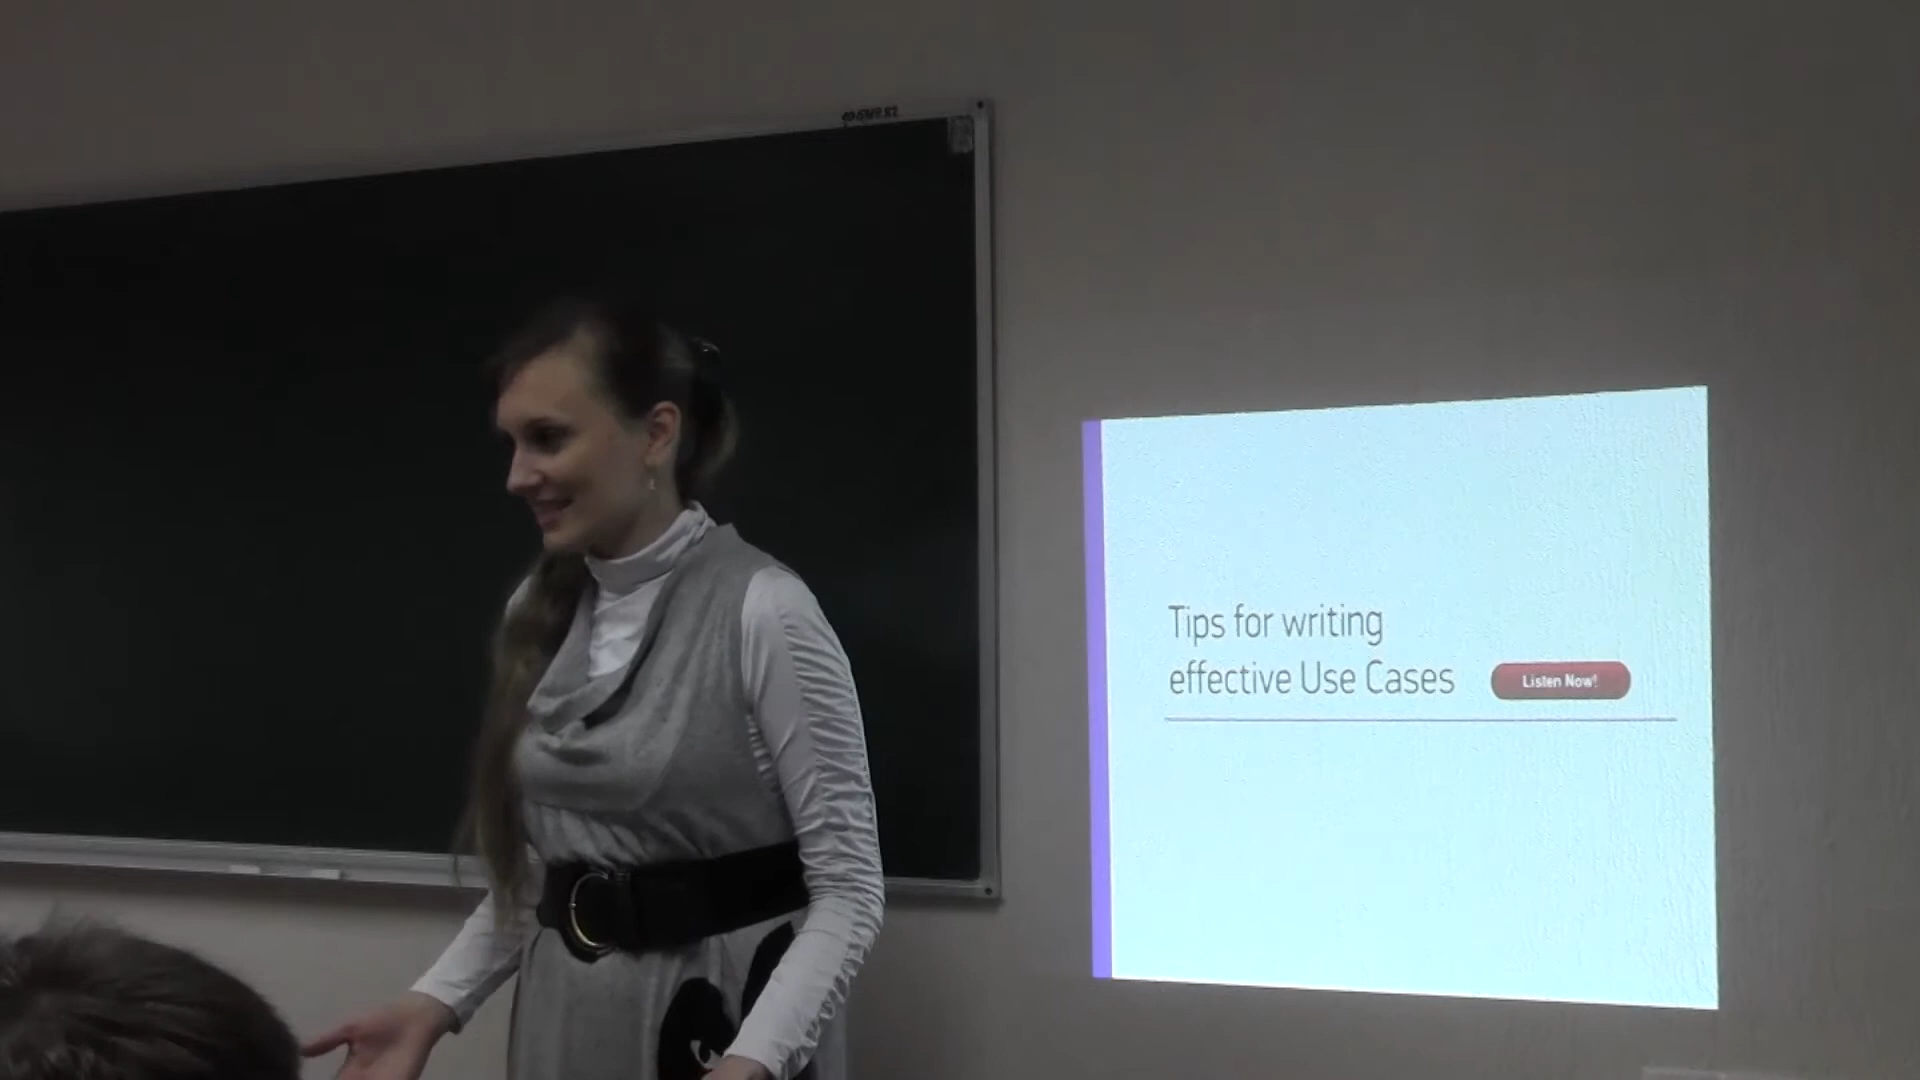 Tips for writing
effective Use Cases
Listen Now!